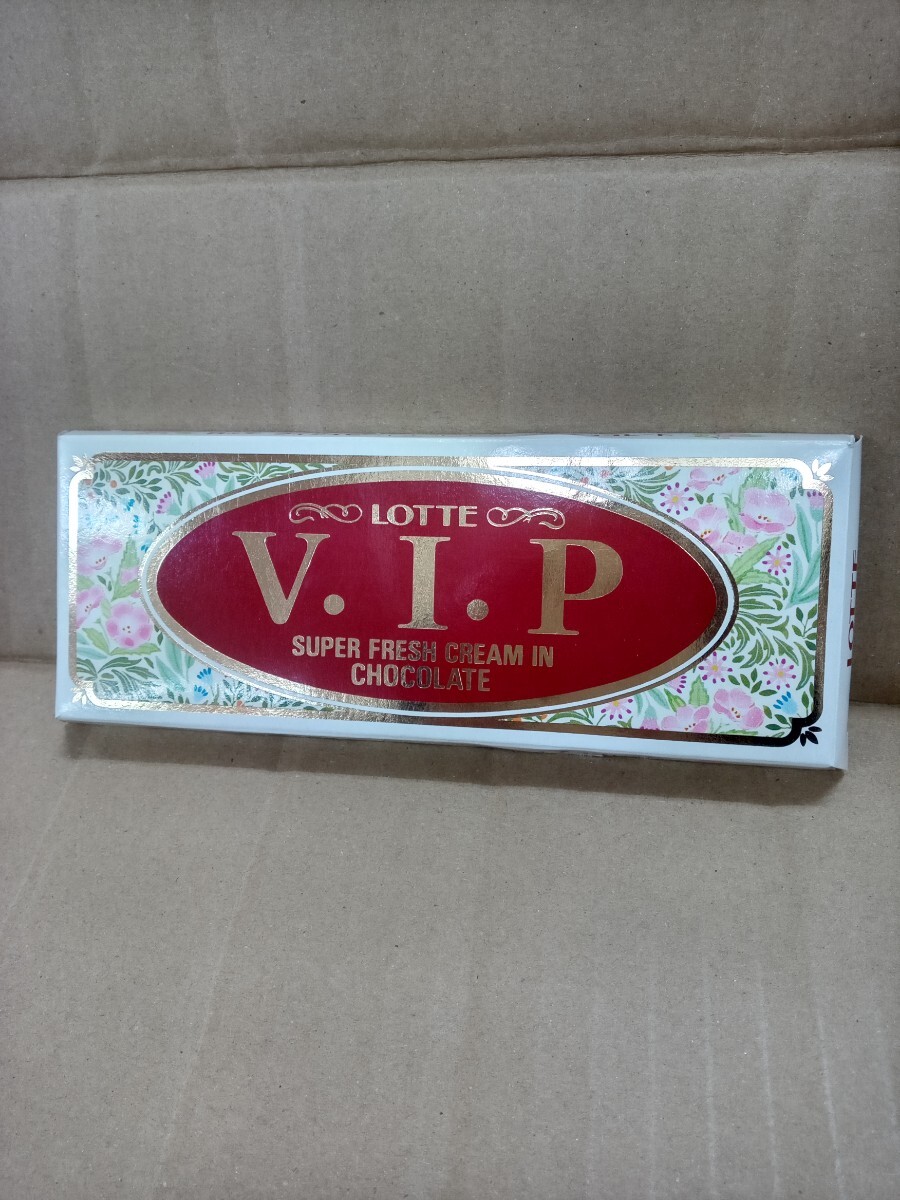 LOTTE
V.I.P
SUPER FRESH CREAM IN
CHOCOLATE
LOTTE